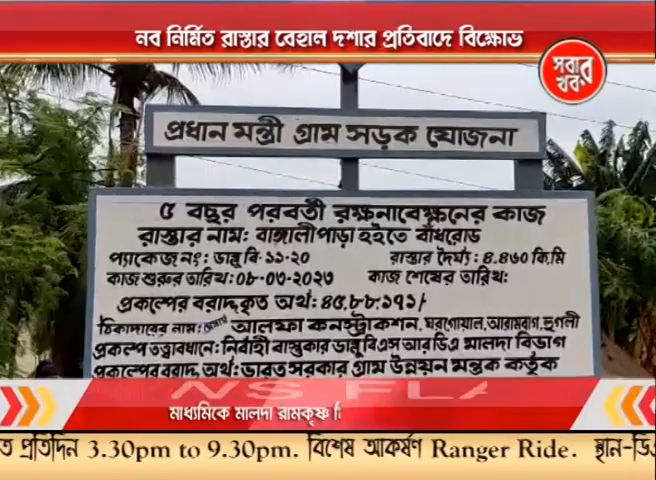 নব নির্মিত রাস্তার বেহাল দশার প্রতিবাদে বিক্ষোভ
সবার
খবর
প্রধান মন্ত্রী গ্রাম সড়ক যোজনা
৫ বছর পরবর্তী রক্ষনাবেক্ষনের কাজ
রাস্তার নাম: বাঙ্গালীপাড়া হইতে বাঁধরোড
প্যাকেজ নং: ডাব্লু বি-১১-২০ রাস্তার দৈর্ঘ্য: ৪.৪৬০ কি.মি
কাজ শুরুর তারিখ:০৮-০৩-২০২৩ কাজ শেষের তারিখ:
প্রকল্পের বরাদ্দকৃত অর্থ: ৪৫,৮৮,১৭১/
ঠিকাদারের নাম: আলফা কনস্ট্রাকশন, ঘরগোয়াল, আরামবাগ, হুগলী
প্রকল্প তত্ত্বাবধানে: নির্বাহী বাস্তুকার ডাব্লু বি এস আর ডি এ মালদা বিভাগ
প্রকল্পের বরাদ্দ অর্থ: ভারত সরকার গ্রাম উন্নয়ন মন্ত্রক কর্তৃক
NS FLA
মাধ্যমিকে মালদা রামকৃষ্ণ মি
ত প্রতিদিন 3.30pm to 9.30pm. বিশেষ আকর্ষণ Ranger Ride. স্থান-ডি